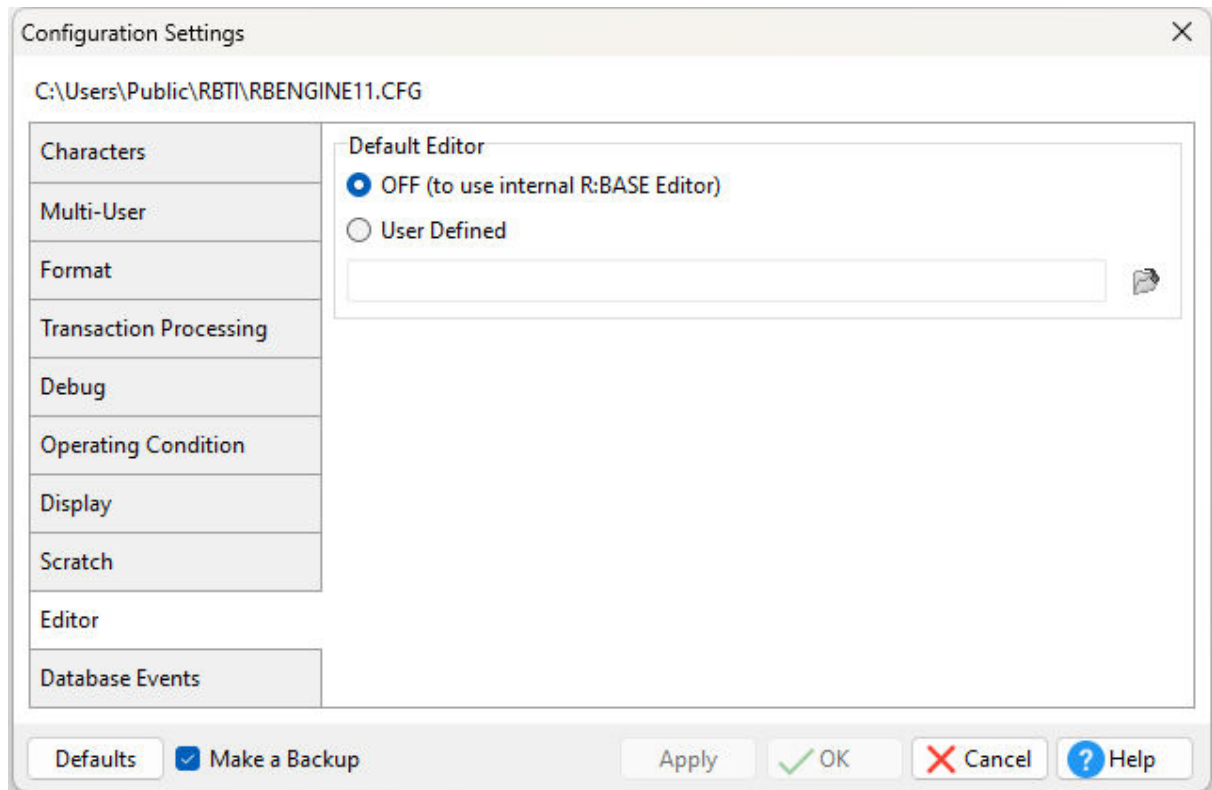 Configuration Settings
C:\Users\Public\RBTI\RBENGINE11.CFG
Characters
Multi-User
Format
Transaction Processing
Debug
Operating Condition
Display
Scratch
Editor
Database Events
Default Editor
OFF (to use internal R:BASE Editor)
User Defined
Defaults
Make a Backup
Apply
OK
Cancel
? Help